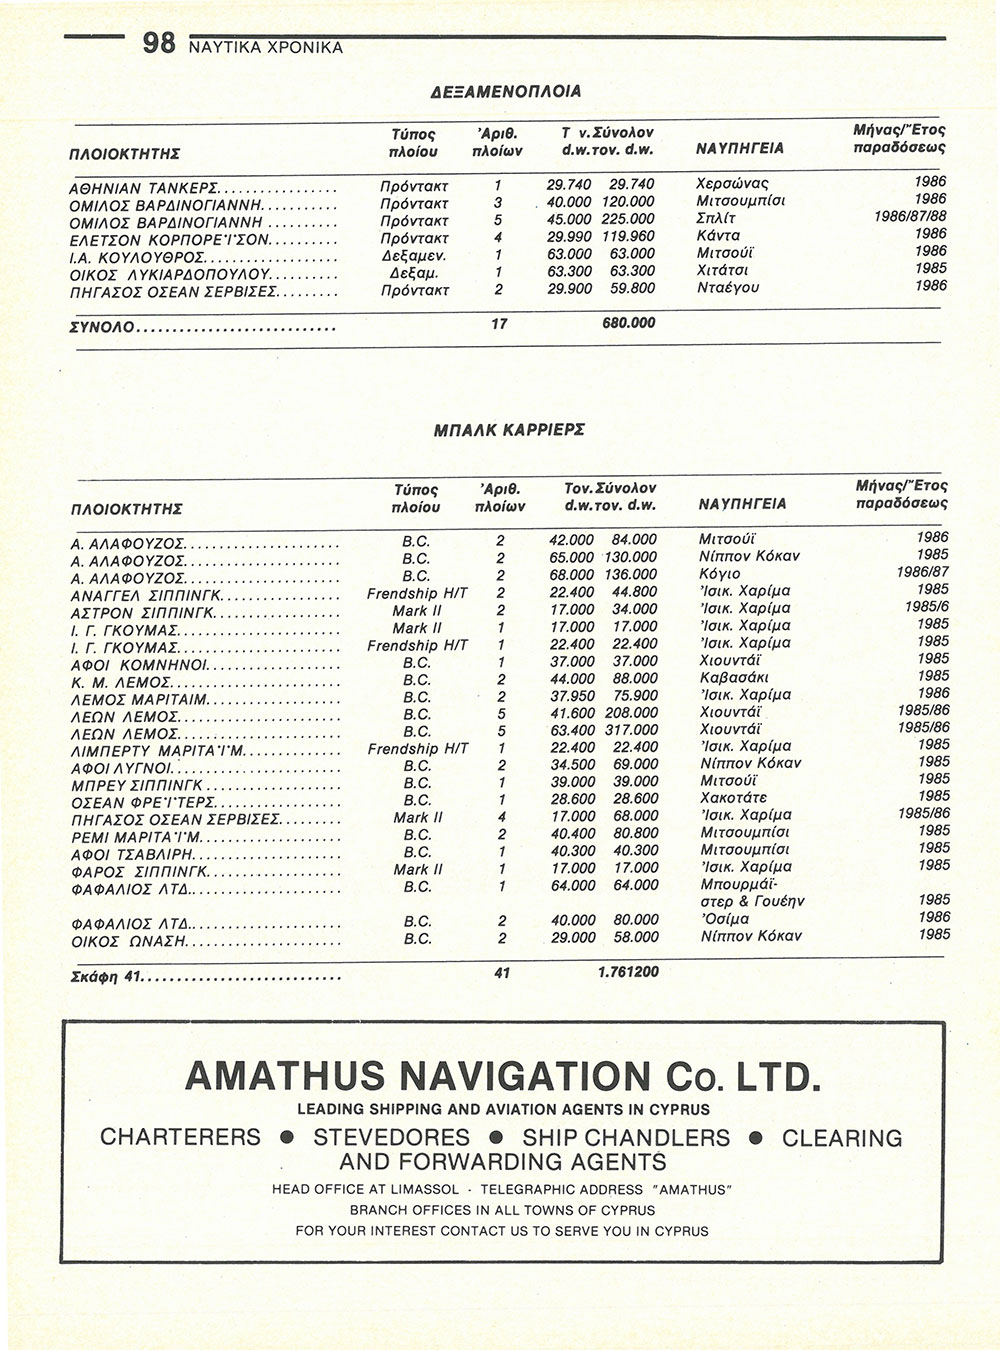 98 ΝΑΥΤΙΚΑ ΧΡΟΝΙΚΑ
ΔΕΞΑΜΕΝΟΠΛΟΙΑ
ΠΛΟΙΟΚΤΗΤΗΣ Τύπος πλοίου Ἀριθ. πλοίων Τ ν. d.w. Σύνολον τον. d.w. ΝΑΥΠΗΓΕΙΑ Μήνας/Ἔτος παραδόσεως
ΑΘΗΝΙΑΝ ΤΑΝΚΕΡΣ................. Πρόντακτ 1 29.740 29.740 Χερσώνας 1986
ΟΜΙΛΟΣ ΒΑΡΔΙΝΟΓΙΑΝΝΗ........... Πρόντακτ 3 40.000 120.000 Μιτσουμπίσι 1986
ΟΜΙΛΟΣ ΒΑΡΔΙΝΟΓΙΑΝΝΗ .......... Πρόντακτ 5 45.000 225.000 Σπλίτ 1986/87/88
ΕΛΕΤΣΟΝ ΚΟΡΠΟΡΕ'Ι'ΣΟΝ.......... Πρόντακτ 4 29.990 119.960 Κάντα 1986
Ι.Α. ΚΟΥΛΟΥΘΡΟΣ................... Δεξαμεν. 1 63.000 63.000 Μιτσούϊ 1986
ΟΙΚΟΣ ΛΥΚΙΑΡΔΟΠΟΥΛΟΥ.......... Δεξαμ. 1 63.300 63.300 Χιτάτσι 1985
ΠΗΓΑΣΟΣ ΟΣΕΑΝ ΣΕΡΒΙΣΕΣ......... Πρόντακτ 2 29.900 59.800 Νταέγου 1986
ΣΥΝΟΛΟ............................ 17 680.000
ΜΠΑΛΚ ΚΑΡΡΙΕΡΣ
ΠΛΟΙΟΚΤΗΤΗΣ Τύπος πλοίου Ἀριθ. πλοίων Τον. d.w. Σύνολον τον. d.w. ΝΑΥΠΗΓΕΙΑ Μήνας/Ἔτος παραδόσεως
Α. ΑΛΑΦΟΥΖΟΣ...................... B.C. 2 42.000 84.000 Μιτσούϊ 1986
Α. ΑΛΑΦΟΥΖΟΣ...................... B.C. 2 65.000 130.000 Νίππον Κόκαν 1985
Α. ΑΛΑΦΟΥΖΟΣ...................... B.C. 2 68.000 136.000 Κόγιο 1986/87
ΑΝΑΓΓΕΛ ΣΙΠΠΙΝΓΚ................. Frendship H/T 2 22.400 44.800 Ἰσικ. Χαρίμα 1985
ΑΣΤΡΟΝ ΣΙΠΠΙΝΓΚ.................. Mark II 2 17.000 34.000 Ἰσικ. Χαρίμα 1985/6
Ι. Γ. ΓΚΟΥΜΑΣ....................... Mark II 1 17.000 17.000 Ἰσικ. Χαρίμα 1985
Ι. Γ. ΓΚΟΥΜΑΣ....................... Frendship H/T 1 22.400 22.400 Ἰσικ. Χαρίμα 1985
ΑΦΟΙ ΚΟΜΝΗΝΟΙ................... B.C. 1 37.000 37.000 Χιουντάϊ 1985
Κ. Μ. ΛΕΜΟΣ........................ B.C. 2 44.000 88.000 Καβασάκι 1985
ΛΕΜΟΣ ΜΑΡΙΤΑΙΜ................... B.C. 2 37.950 75.900 Ἰσικ. Χαρίμα 1986
ΛΕΩΝ ΛΕΜΟΣ....................... B.C. 5 41.600 208.000 Χιουντάϊ 1985/86
ΛΕΩΝ ΛΕΜΟΣ....................... B.C. 5 63.400 317.000 Χιουντάϊ 1985/86
ΛΙΜΠΕΡΤΥ ΜΑΡΙΤΑ'Ι'Μ.............. Frendship H/T 1 22.400 22.400 Ἰσικ. Χαρίμα 1985
ΑΦΟΙ ΛΥΓΝΟΙ........................ B.C. 2 34.500 69.000 Νίππον Κόκαν 1985
ΜΠΡΕΥ ΣΙΠΠΙΝΓΚ ................... B.C. 1 39.000 39.000 Μιτσούϊ 1985
ΟΣΕΑΝ ΦΡΕ'Ι'ΤΕΡΣ.................. B.C. 1 28.600 28.600 Χακοτάτε 1985
ΠΗΓΑΣΟΣ ΟΣΕΑΝ ΣΕΡΒΙΣΕΣ......... Mark II 4 17.000 68.000 Ἰσικ. Χαρίμα 1985/86
ΡΕΜΙ ΜΑΡΙΤΑ'Ι'Μ.................... B.C. 2 40.400 80.800 Μιτσουμπίσι 1985
ΑΦΟΙ ΤΣΑΒΛΙΡΗ..................... B.C. 1 40.300 40.300 Μιτσουμπίσι 1985
ΦΑΡΟΣ ΣΙΠΠΙΝΓΚ................... Mark II 1 17.000 17.000 Ἰσικ. Χαρίμα 1985
ΦΑΦΑΛΙΟΣ ΛΤΔ..................... B.C. 1 64.000 64.000 Μπουρμάϊ-
στερ & Γουέην 1985
ΦΑΦΑΛΙΟΣ ΛΤΔ..................... B.C. 2 40.000 80.000 Ὀσίμα 1986
ΟΙΚΟΣ ΩΝΑΣΗ...................... B.C. 2 29.000 58.000 Νίππον Κόκαν 1985
Σκάφη 41............................ 41 1.761200
AMATHUS NAVIGATION Co. LTD.
LEADING SHIPPING AND AVIATION AGENTS IN CYPRUS
CHARTERERS ● STEVEDORES ● SHIP CHANDLERS ● CLEARING
AND FORWARDING AGENTS
HEAD OFFICE AT LIMASSOL - TELEGRAPHIC ADDRESS "AMATHUS"
BRANCH OFFICES IN ALL TOWNS OF CYPRUS
FOR YOUR INTEREST CONTACT US TO SERVE YOU IN CYPRUS